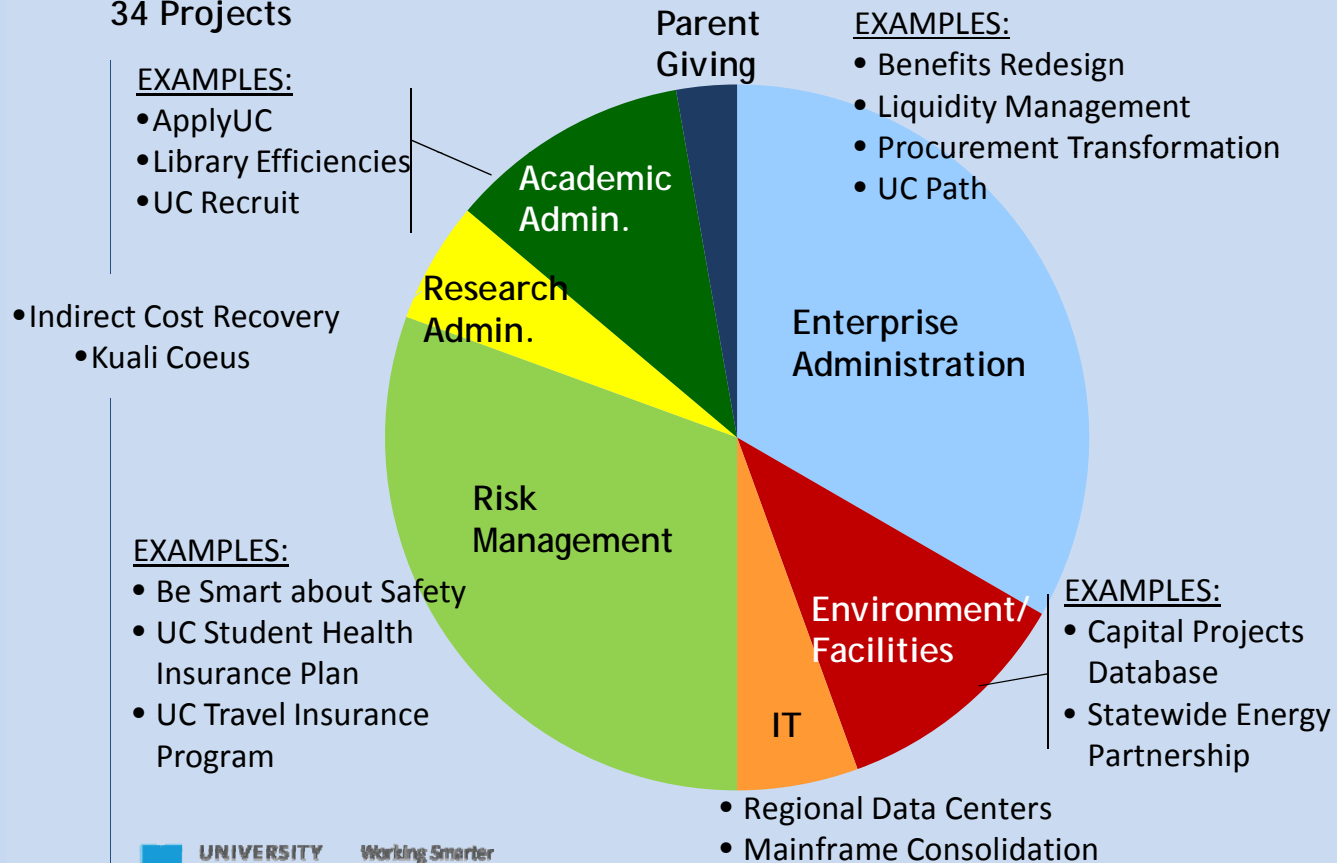 34 Projects
EXAMPLES:
•ApplyUC
•Library Efficiencies
•UC Recruit
Parent
Giving
EXAMPLES:
• Benefits Redesign
• Liquidity Management
• Procurement Transformation
• UC Path
Academic
Admin.
Research
Admin.
•Indirect Cost Recovery
•Kuali Coeus
Enterprise
Administration
Risk
Management
EXAMPLES:
• Be Smart about Safety
• UC Student Health
Insurance Plan
• UC Travel Insurance
Program
Environment/
Facilities
EXAMPLES:
• Capital Projects
Database
• Statewide Energy
Partnership
IT
• Regional Data Centers
• Mainframe Consolidation
UNIVERSITY
Working Smarter